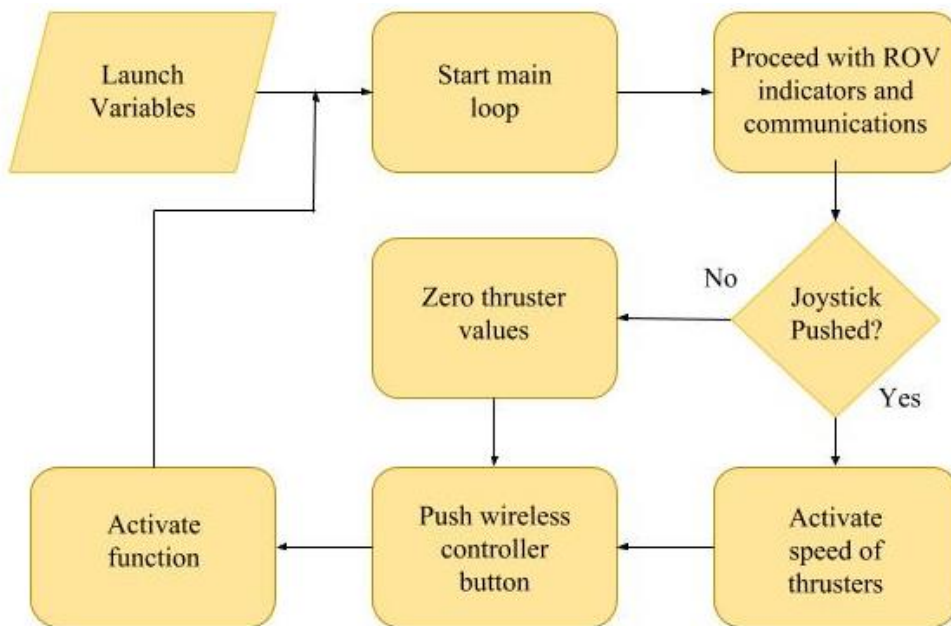 Launch
Variables
Start main
loop
Proceed with ROV
indicators and
communications
Joystick
Pushed?
No
Yes
Zero thruster
values
Activate
speed of
thrusters
Push wireless
controller
button
Activate
function